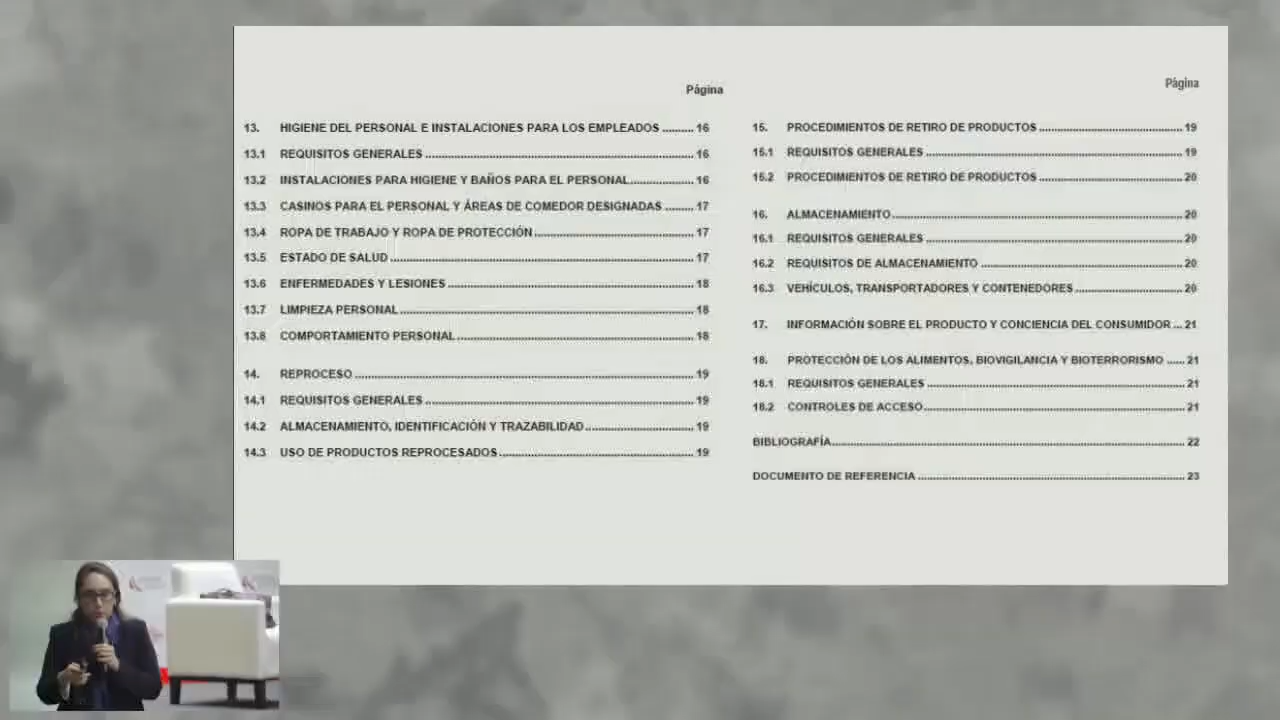 Página
13. HIGIENE DEL PERSONAL E INSTALACIONES PARA LOS EMPLEADOS .......... 16
13.1 REQUISITOS GENERALES .......... 16
13.2 INSTALACIONES PARA HIGIENE Y BAÑOS PARA EL PERSONAL .......... 16
13.3 CASINOS PARA EL PERSONAL Y ÁREAS DE COMEDOR DESIGNADAS .......... 17
13.4 ROPA DE TRABAJO Y ROPA DE PROTECCIÓN .......... 17
13.5 ESTADO DE SALUD .......... 17
13.6 ENFERMEDADES Y LESIONES .......... 18
13.7 LIMPIEZA PERSONAL .......... 18
13.8 COMPORTAMIENTO PERSONAL .......... 18
14. REPROCESO .......... 19
14.1 REQUISITOS GENERALES .......... 19
14.2 ALMACENAMIENTO, IDENTIFICACIÓN Y TRAZABILIDAD .......... 19
14.3 USO DE PRODUCTOS REPROCESADOS .......... 19
Página
15. PROCEDIMIENTOS DE RETIRO DE PRODUCTOS .......... 19
15.1 REQUISITOS GENERALES .......... 19
15.2 PROCEDIMIENTOS DE RETIRO DE PRODUCTOS .......... 20
16. ALMACENAMIENTO .......... 20
16.1 REQUISITOS GENERALES .......... 20
16.2 REQUISITOS DE ALMACENAMIENTO .......... 20
16.3 VEHÍCULOS, TRANSPORTADORES Y CONTENEDORES .......... 20
17. INFORMACIÓN SOBRE EL PRODUCTO Y CONCIENCIA DEL CONSUMIDOR ... 21
18. PROTECCIÓN DE LOS ALIMENTOS, BIOVIGILANCIA Y BIOTERRORISMO ...... 21
18.1 REQUISITOS GENERALES .......... 21
18.2 CONTROLES DE ACCESO .......... 21
BIBLIOGRAFÍA .......... 22
DOCUMENTO DE REFERENCIA .......... 23